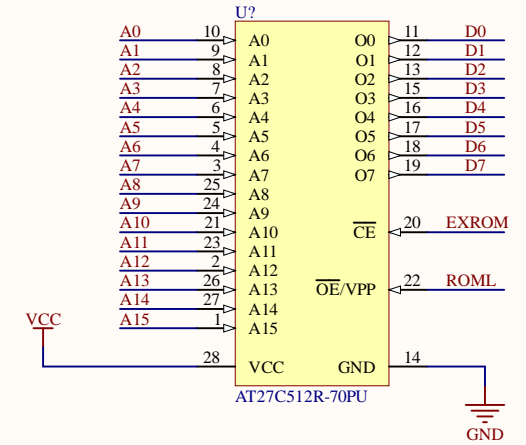 U?
A0 10 A0 O0 11 D0
A1 9 A1 O1 12 D1
A2 8 A2 O2 13 D2
A3 7 A3 O3 15 D3
A4 6 A4 O4 16 D4
A5 5 A5 O5 17 D5
A6 4 A6 O6 18 D6
A7 3 A7 O7 19 D7
A8 25 A8
A9 24 A9
A10 21 A10 CE 20 EXROM
A11 23 A11
A12 2 A12
A13 26 A13 OE/VPP 22 ROML
A14 27 A14
A15 1 A15
VCC
28 VCC GND 14
AT27C512R-70PU
GND